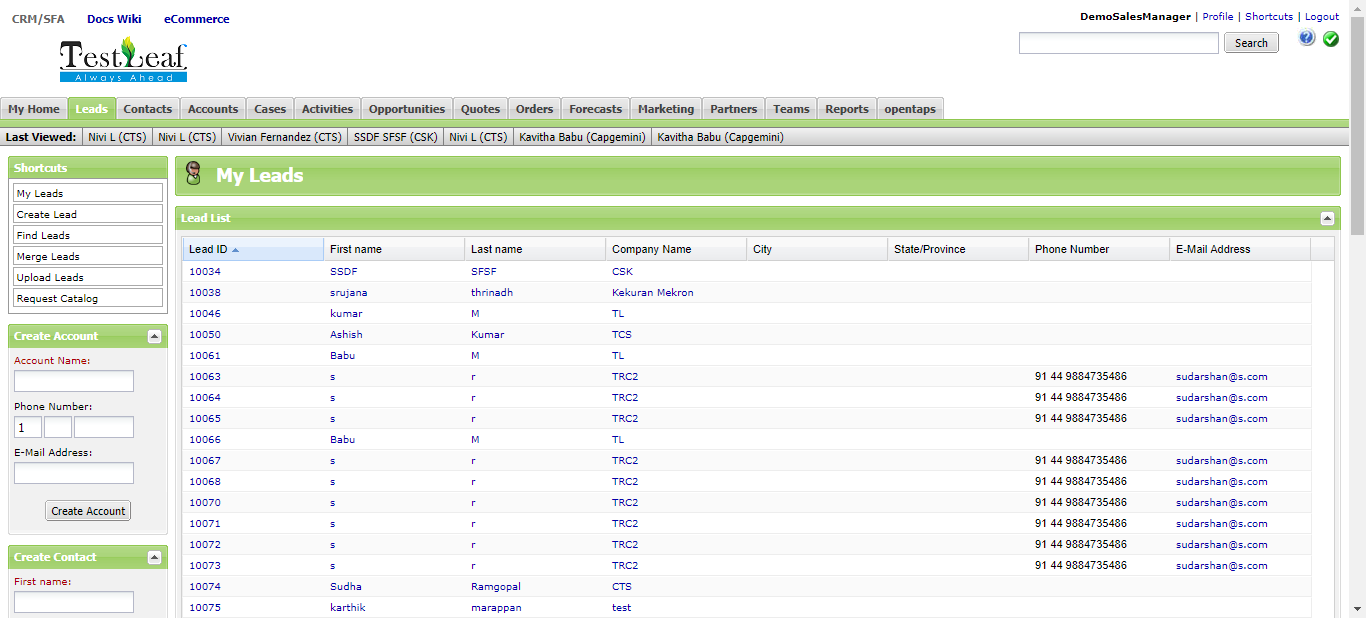 CRM/SFA Docs Wiki eCommerce
DemoSalesManager | Profile | Shortcuts | Logout
Search
TestLeaf
Always Ahead
My Home Leads Contacts Accounts Cases Activities Opportunities Quotes Orders Forecasts Marketing Partners Teams Reports opentaps
Last Viewed: Nivi L (CTS) Nivi L (CTS) Vivian Fernandez (CTS) SSDF SFSF (CSK) Nivi L (CTS) Kavitha Babu (Capgemini) Kavitha Babu (Capgemini)
Shortcuts
My Leads
Create Lead
Find Leads
Merge Leads
Upload Leads
Request Catalog
Create Account
Account Name:
Phone Number:
1
E-Mail Address:
Create Account
Create Contact
First name:
My Leads
Lead List
Lead ID First name Last name Company Name City State/Province Phone Number E-Mail Address
10034 SSDF SFSF CSK
10038 srujana thrinadh Kekuran Mekron
10046 kumar M TL
10050 Ashish Kumar TCS
10061 Babu M TL
10063 s r TRC2 91 44 9884735486 sudarshan@s.com
10064 s r TRC2 91 44 9884735486 sudarshan@s.com
10065 s r TRC2 91 44 9884735486 sudarshan@s.com
10066 Babu M TL
10067 s r TRC2 91 44 9884735486 sudarshan@s.com
10068 s r TRC2 91 44 9884735486 sudarshan@s.com
10070 s r TRC2 91 44 9884735486 sudarshan@s.com
10071 s r TRC2 91 44 9884735486 sudarshan@s.com
10072 s r TRC2 91 44 9884735486 sudarshan@s.com
10073 s r TRC2 91 44 9884735486 sudarshan@s.com
10074 Sudha Ramgopal CTS
10075 karthik marappan test